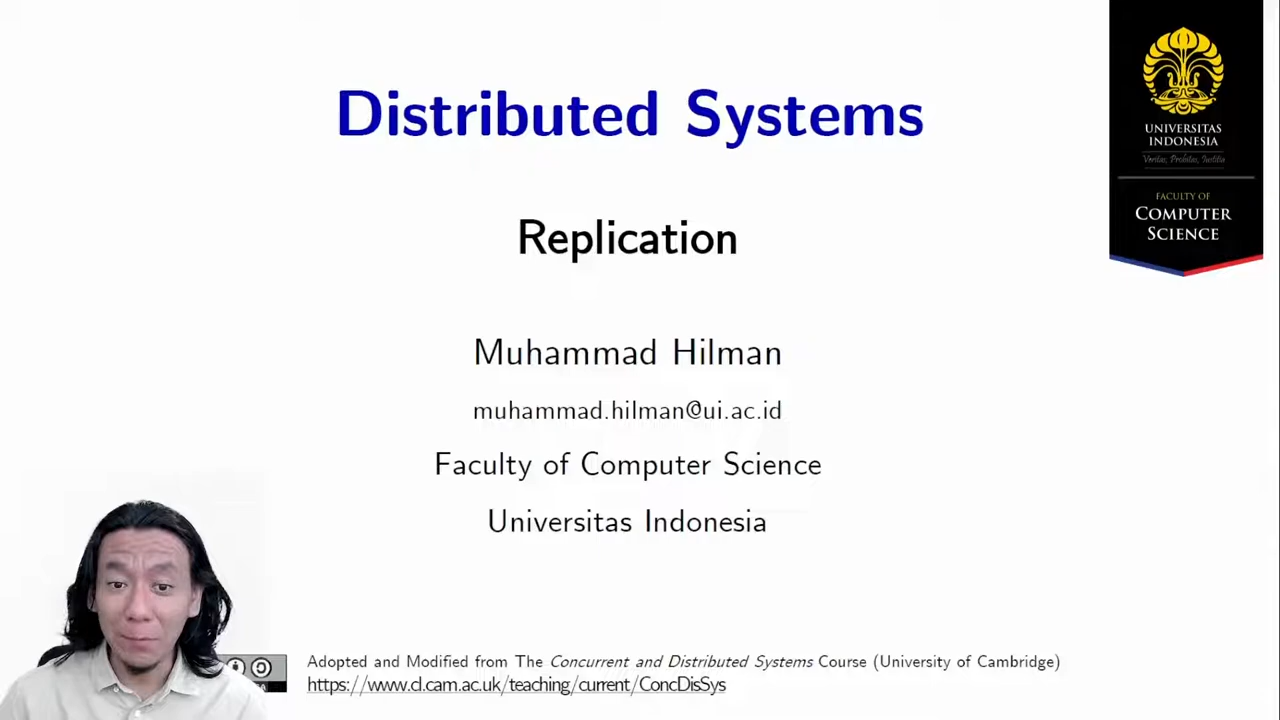 Distributed Systems
Replication
Muhammad Hilman
muhammad.hilman@ui.ac.id
Faculty of Computer Science
Universitas Indonesia
UNIVERSITAS
INDONESIA
Veritas, Probitas, Iustitia
FACULTY OF
COMPUTER
SCIENCE
Adopted and Modified from The Concurrent and Distributed Systems Course (University of Cambridge)
https://www.cl.cam.ac.uk/teaching/current/ConcDisSys